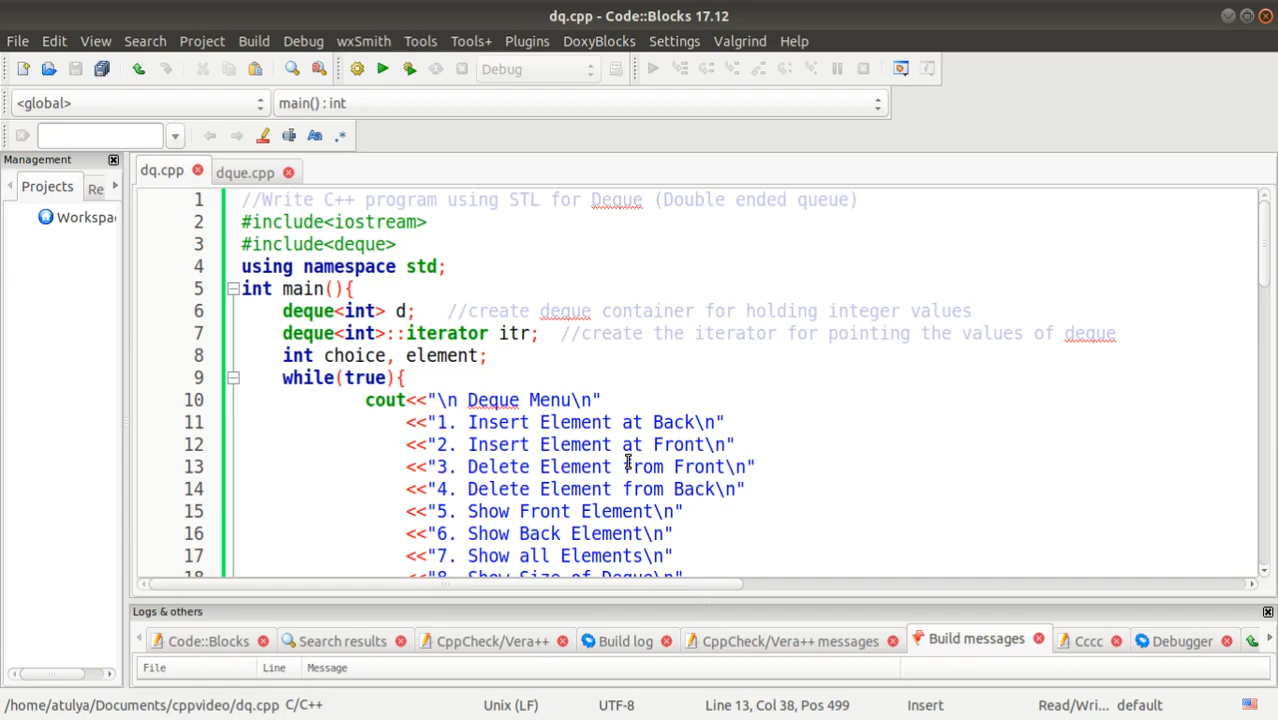 dq.cpp - Code::Blocks 17.12
File Edit View Search Project Build Debug wxSmith Tools Tools+ Plugins DoxyBlocks Settings Valgrind Help
Debug
<global> main() : int
Management
Projects Re
Workspa
dq.cpp dque.cpp
1 //Write C++ program using STL for Deque (Double ended queue)
2 #include<iostream>
3 #include<deque>
4 using namespace std;
5 int main(){
6 deque<int> d; //create deque container for holding integer values
7 deque<int>::iterator itr; //create the iterator for pointing the values of deque
8 int choice, element;
9 while(true){
10 cout<<"\n Deque Menu\n"
11 <<"1. Insert Element at Back\n"
12 <<"2. Insert Element at Front\n"
13 <<"3. Delete Element from Front\n"
14 <<"4. Delete Element from Back\n"
15 <<"5. Show Front Element\n"
16 <<"6. Show Back Element\n"
17 <<"7. Show all Elements\n"
18 <<"8. Show Size of Deque\n"
Logs & others
Code::Blocks Search results CppCheck/Vera++ Build log CppCheck/Vera++ messages Build messages Cccc Debugger
File Line Message
/home/atulya/Documents/cppvideo/dq.cpp C/C++ Unix (LF) UTF-8 Line 13, Col 38, Pos 499 Insert Read/Wri... default